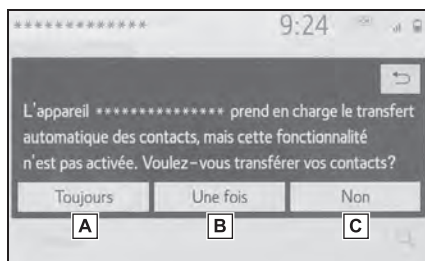 *************
9:24
L'appareil *************** prend en charge le transfert
automatique des contacts, mais cette fonctionnalité
n'est pas activée. Voulez-vous transférer vos contacts?
Toujours
Une fois
Non
A
B
C